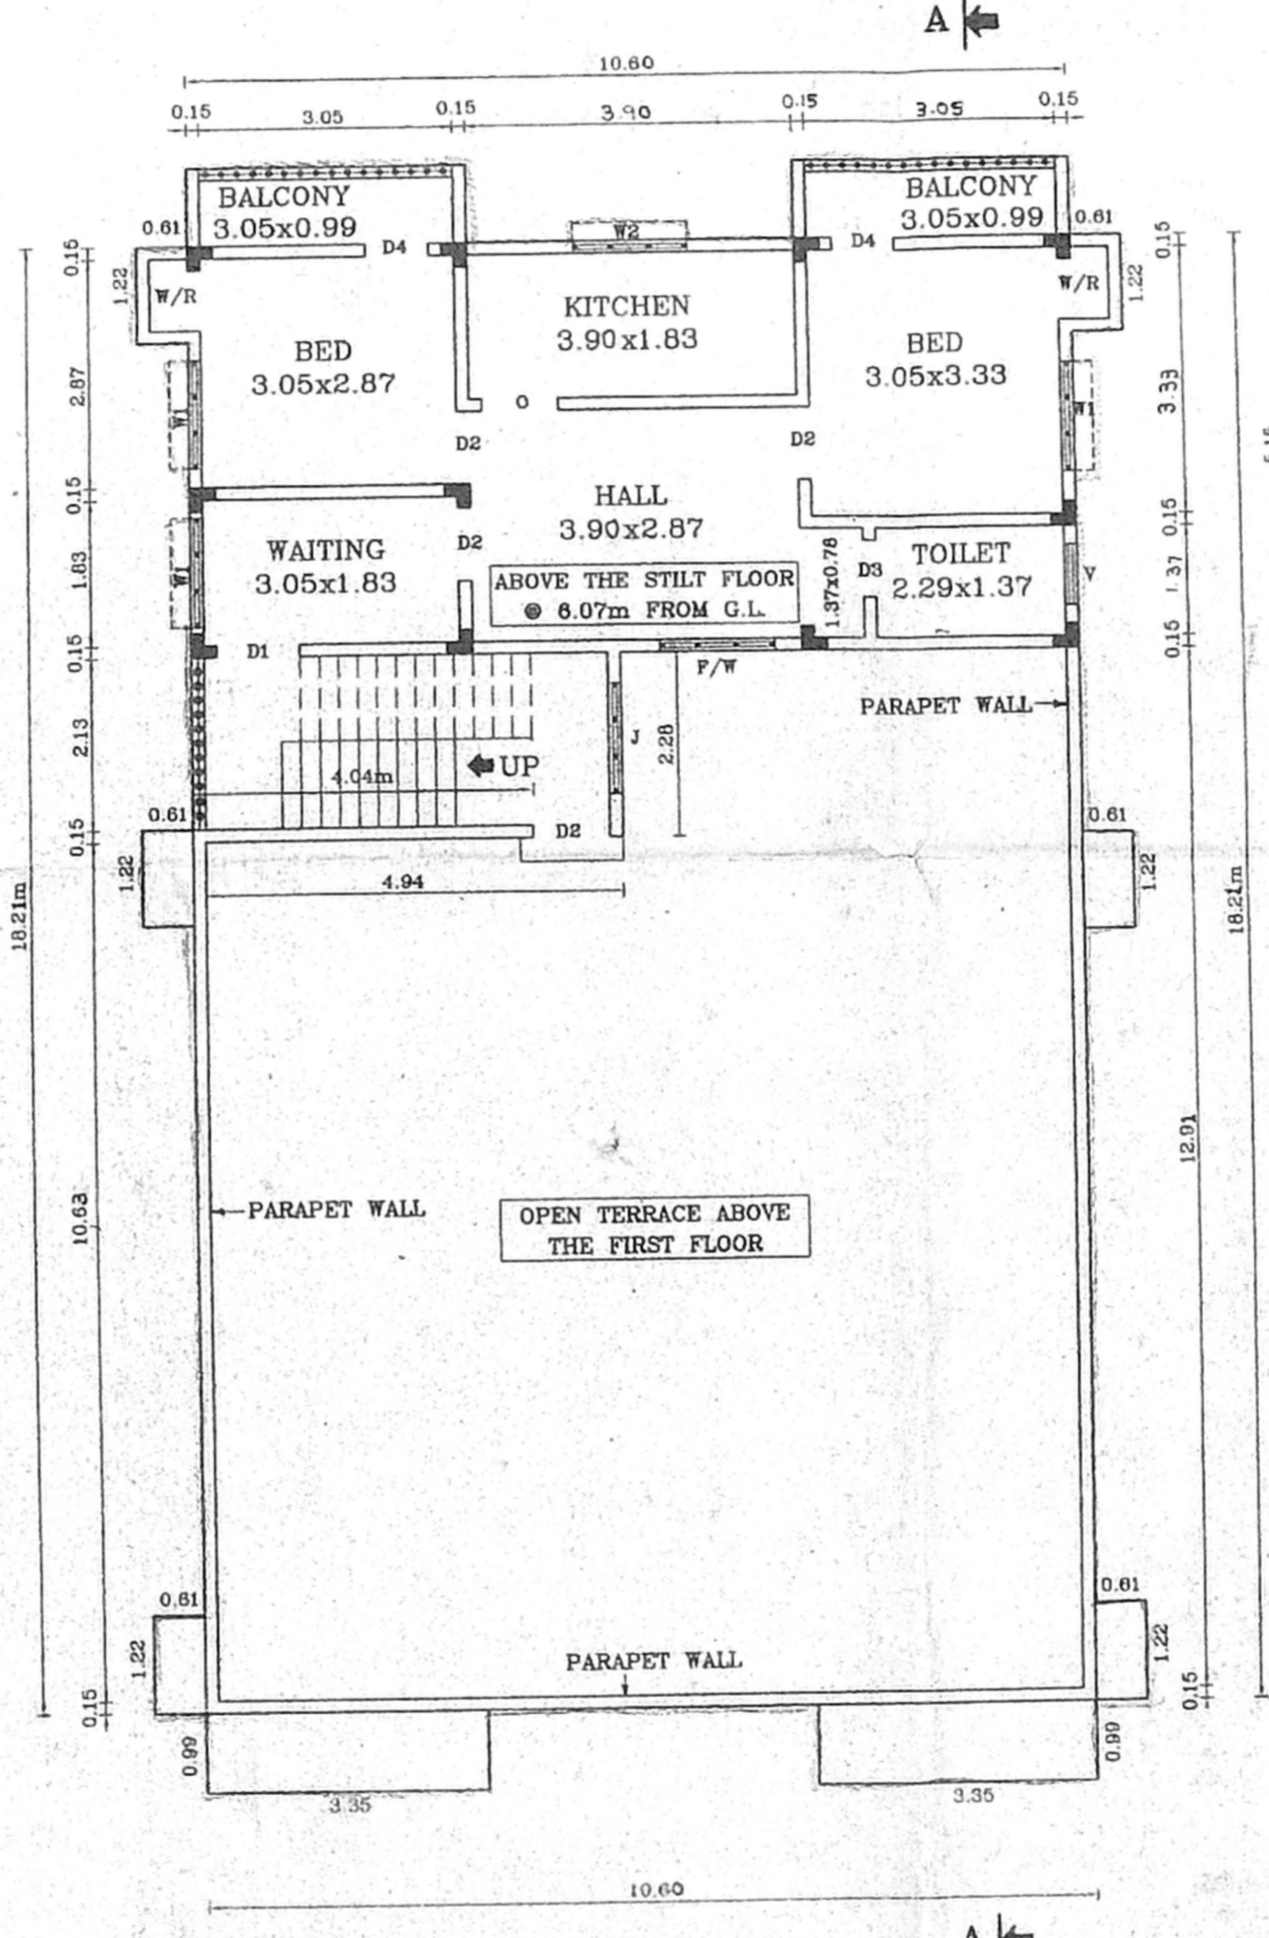 A
10.60
0.15 3.05 0.15 3.90 0.15 3.05 0.15
BALCONY
3.05x0.99
BALCONY
3.05x0.99
0.61
0.61
0.15
0.15
D4
W2
D4
1.22
W/R
W/R
1.22
KITCHEN
3.90x1.83
BED
3.05x2.87
BED
3.05x3.33
2.87
3.33
W1
W1
O
D2
D2
0.15
HALL
3.90x2.87
0.15
WAITING
3.05x1.83
D2
1.83
W1
ABOVE THE STILT FLOOR
6.07m FROM G.L.
1.37x0.78
D3
TOILET
2.29x1.37
V
1.37
0.15
D1
F/W
0.15
PARAPET WALL
2.13
J
2.28
UP
4.04m
0.61
D2
0.61
0.15
1.22
1.22
4.94
18.21m
18.21m
12.91
10.63
PARAPET WALL
OPEN TERRACE ABOVE
THE FIRST FLOOR
0.61
0.61
1.22
1.22
PARAPET WALL
0.15
0.15
0.99
0.99
3.35
3.35
10.60